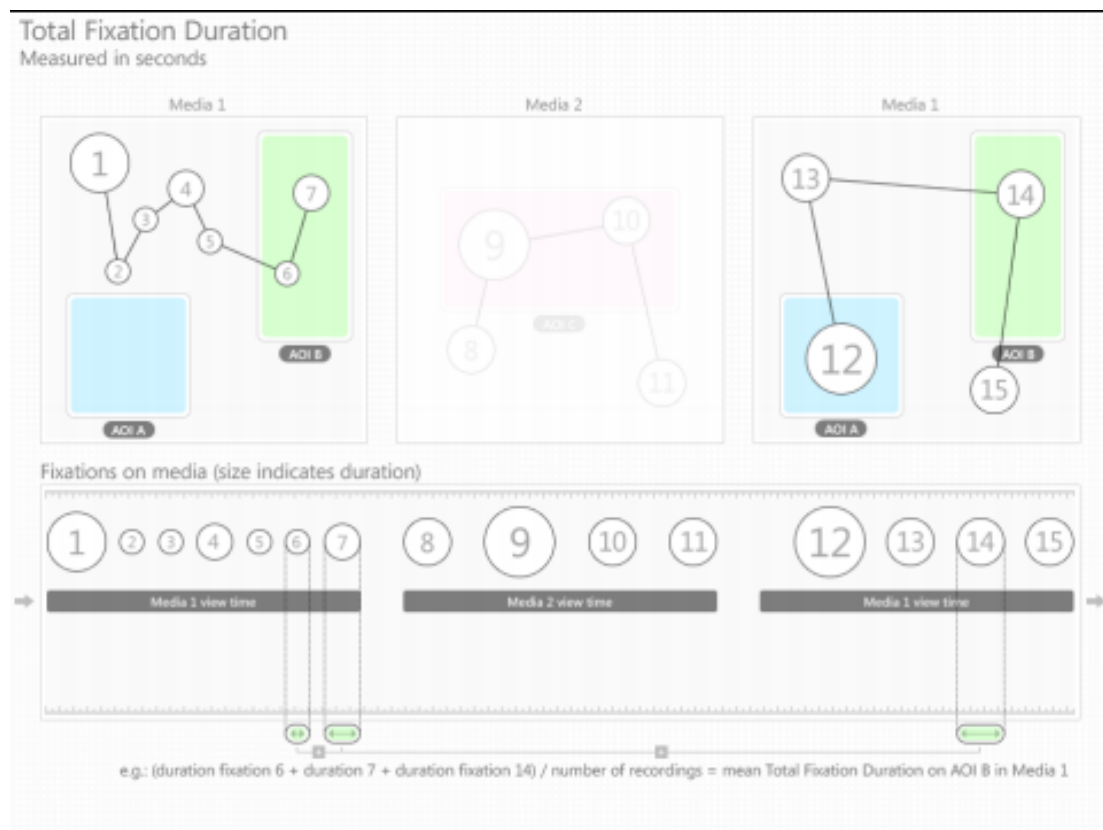 Total Fixation Duration
Measured in seconds
Media 1
Media 2
Media 1
1
2
3
4
5
6
7
AOI B
AOI A
8
9
10
11
AOI C
12
13
14
15
AOI B
AOI A
Fixations on media (size indicates duration)
1 2 3 4 5 6 7 8 9 10 11 12 13 14 15
Media 1 view time
Media 2 view time
Media 1 view time
e.g.: (duration fixation 6 + duration 7 + duration fixation 14) / number of recordings = mean Total Fixation Duration on AOI B in Media 1